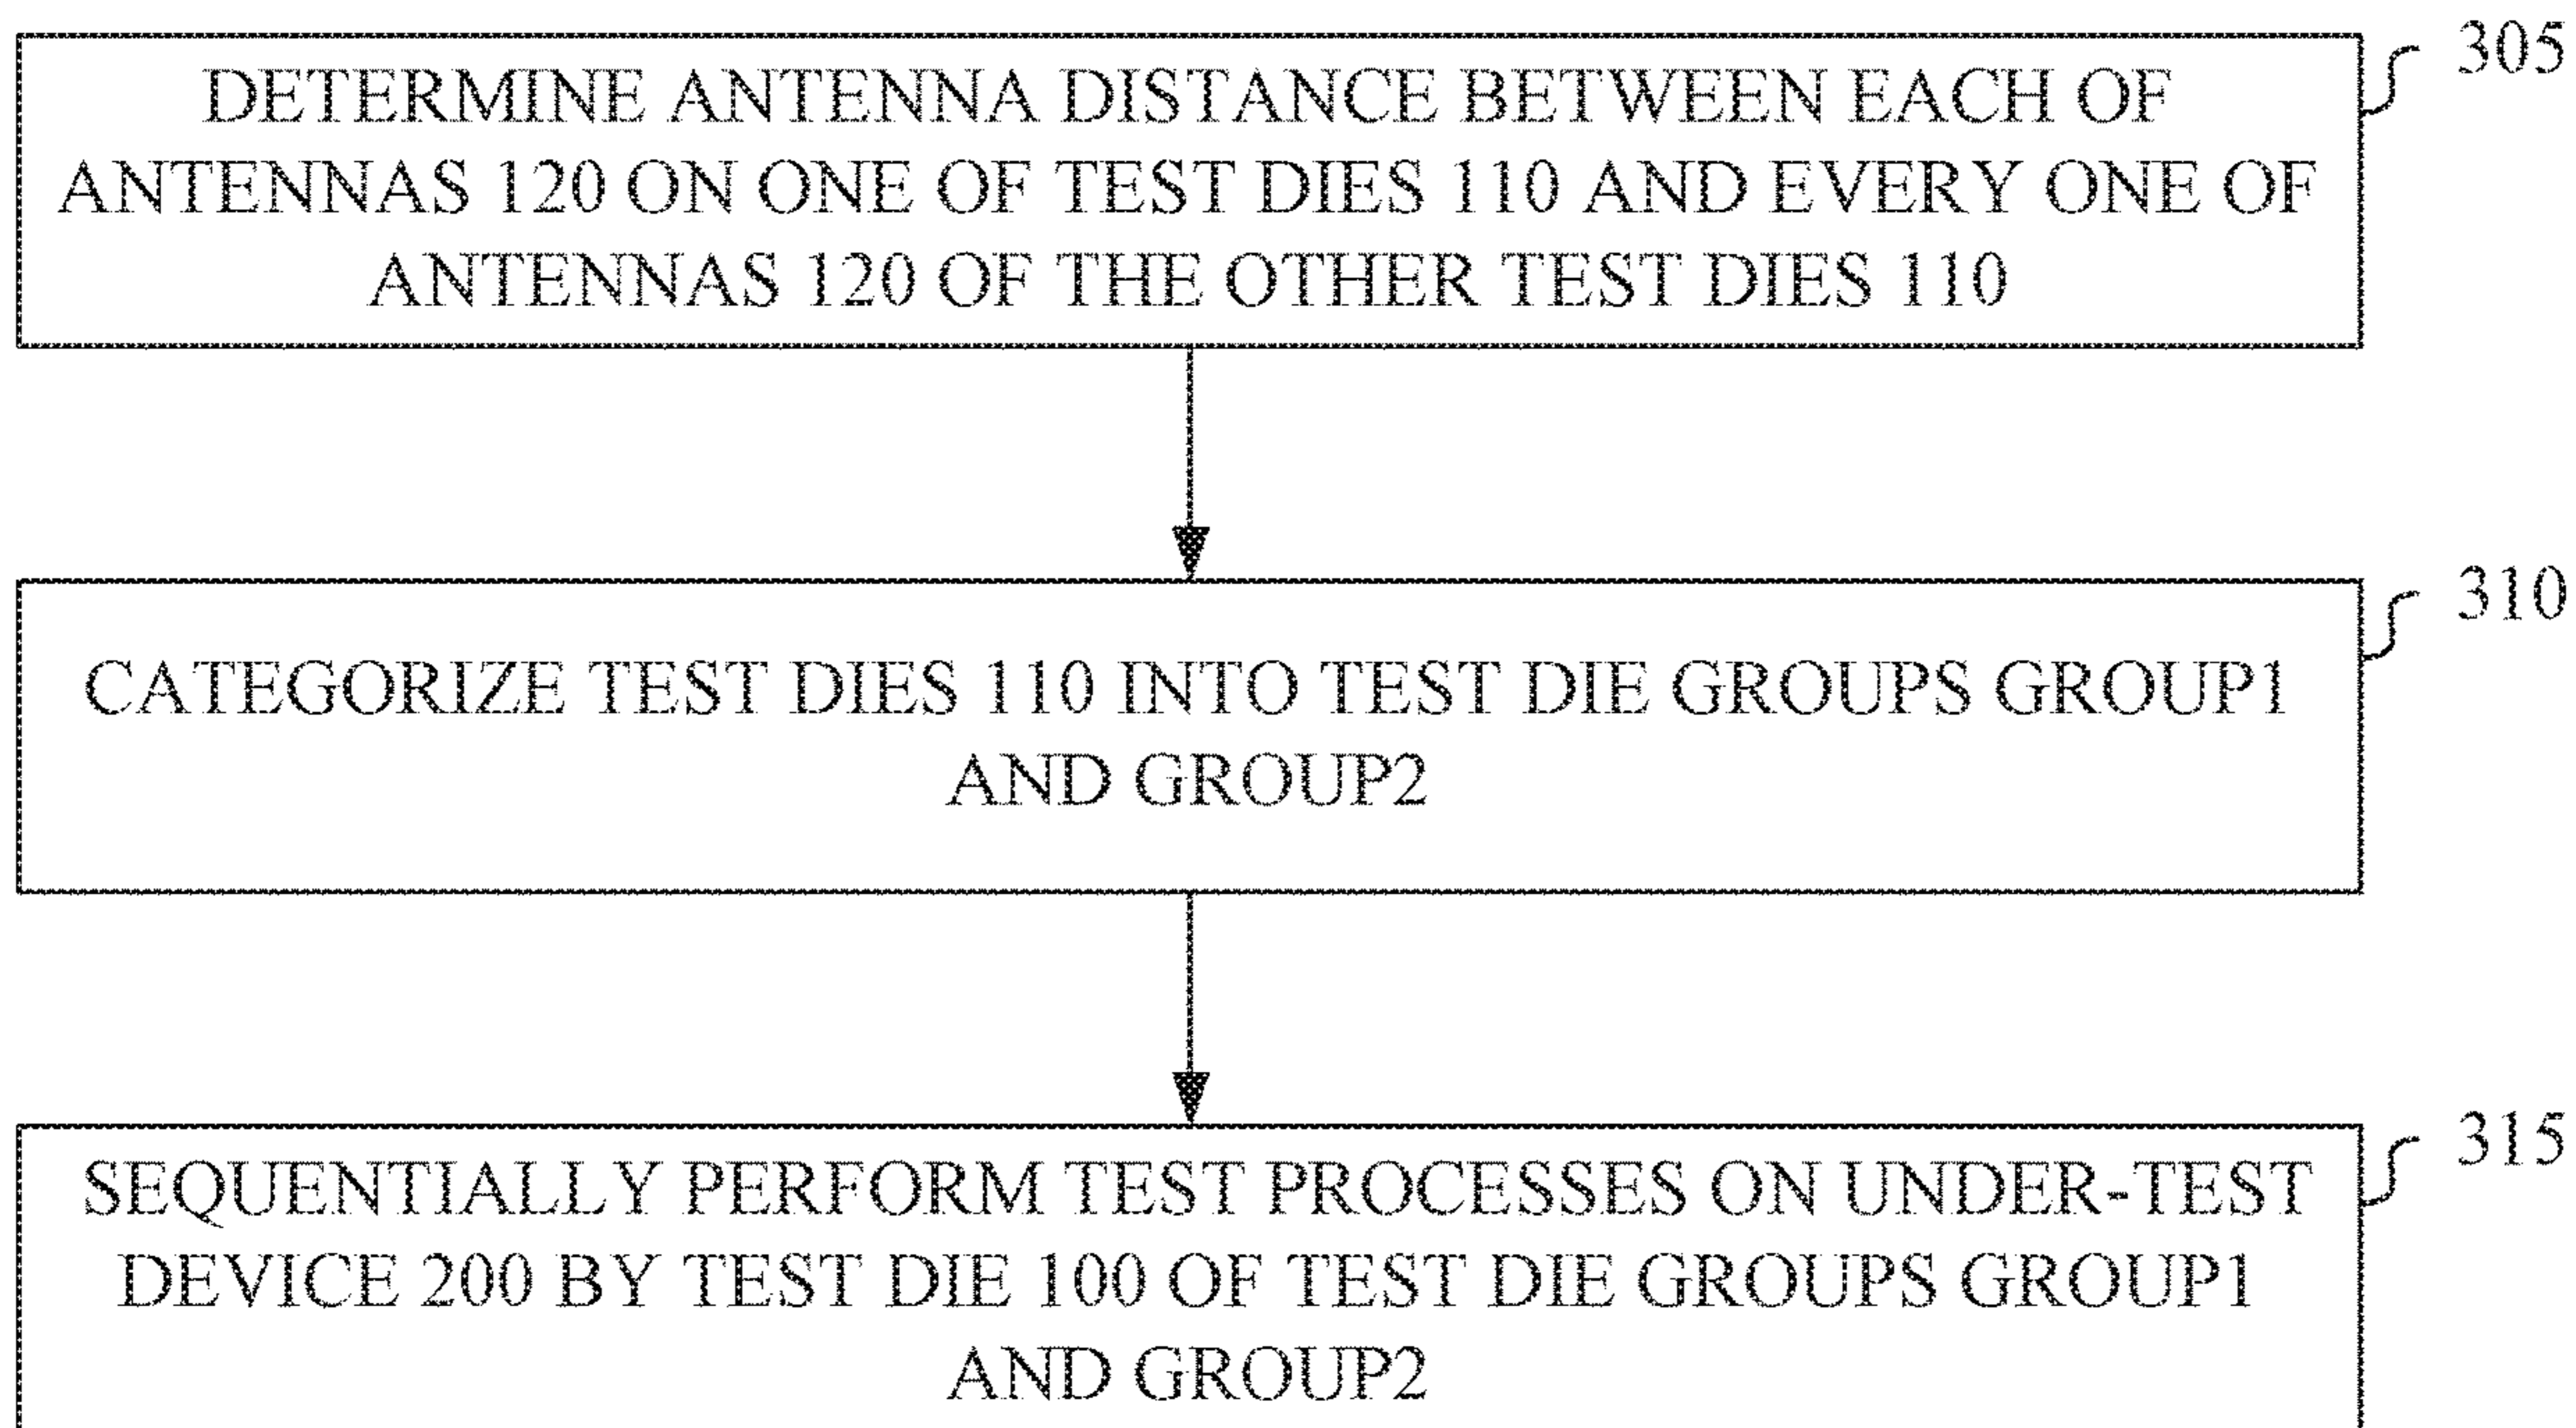 305
DETERMINE ANTENNA DISTANCE BETWEEN EACH OF
ANTENNAS 120 ON ONE OF TEST DIES 110 AND EVERY ONE OF
ANTENNAS 120 OF THE OTHER TEST DIES 110
310
CATEGORIZE TEST DIES 110 INTO TEST DIE GROUPS GROUP1
AND GROUP2
315
SEQUENTIALLY PERFORM TEST PROCESSES ON UNDER-TEST
DEVICE 200 BY TEST DIE 100 OF TEST DIE GROUPS GROUP1
AND GROUP2